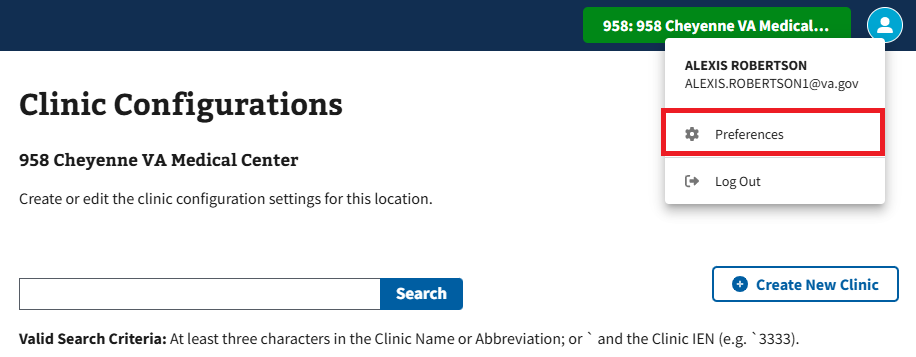 958: 958 Cheyenne VA Medical...
ALEXIS ROBERTSON
ALEXIS.ROBERTSON1@va.gov
Preferences
Log Out
Clinic Configurations
958 Cheyenne VA Medical Center
Create or edit the clinic configuration settings for this location.
Search
Create New Clinic
Valid Search Criteria: At least three characters in the Clinic Name or Abbreviation; or ` and the Clinic IEN (e.g. `3333).